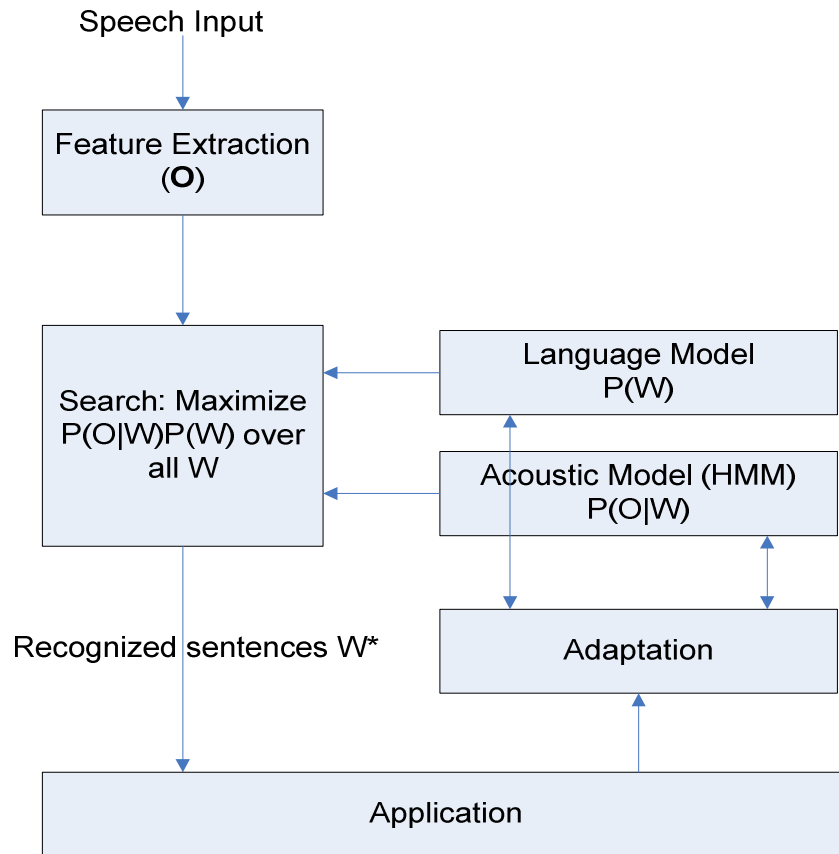 Speech Input
Feature Extraction
(O)
Language Model
P(W)
Search: Maximize
P(O|W)P(W) over
all W
Acoustic Model (HMM)
P(O|W)
Recognized sentences W*
Adaptation
Application